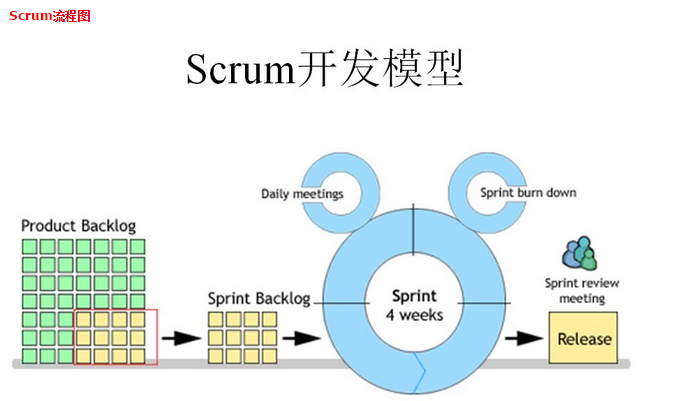 Scrum流程图
Scrum开发模型
Daily meetings
Sprint burn down
Product Backlog
Sprint Backlog
Sprint
4 weeks
Sprint review
meeting
Release